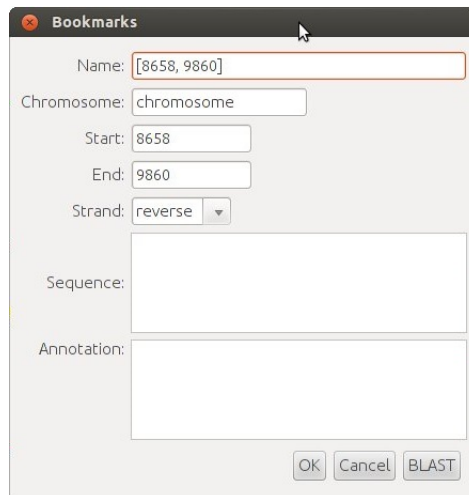 Bookmarks
Name: [8658, 9860]
Chromosome: chromosome
Start: 8658
End: 9860
Strand: reverse
Sequence:
Annotation:
OK Cancel BLAST